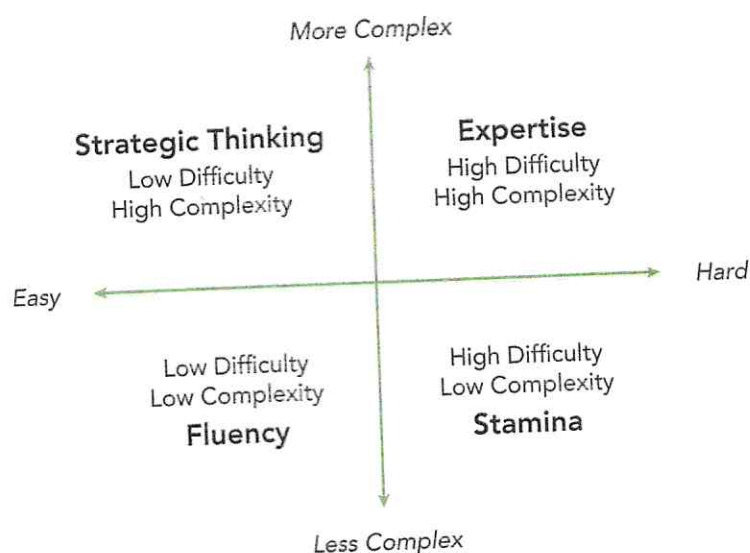 More Complex
Strategic Thinking
Low Difficulty
High Complexity
Expertise
High Difficulty
High Complexity
Easy
Hard
Low Difficulty
Low Complexity
Fluency
High Difficulty
Low Complexity
Stamina
Less Complex